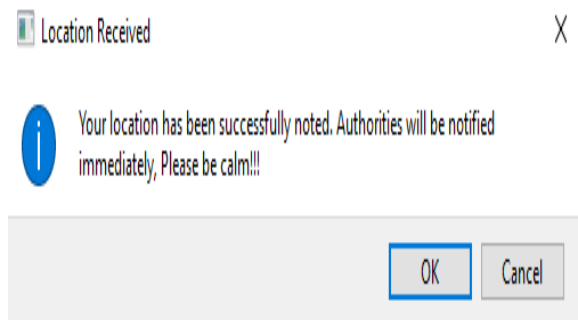 Location Received
Your location has been successfully noted. Authorities will be notified
immediately, Please be calm!!!
OK
Cancel